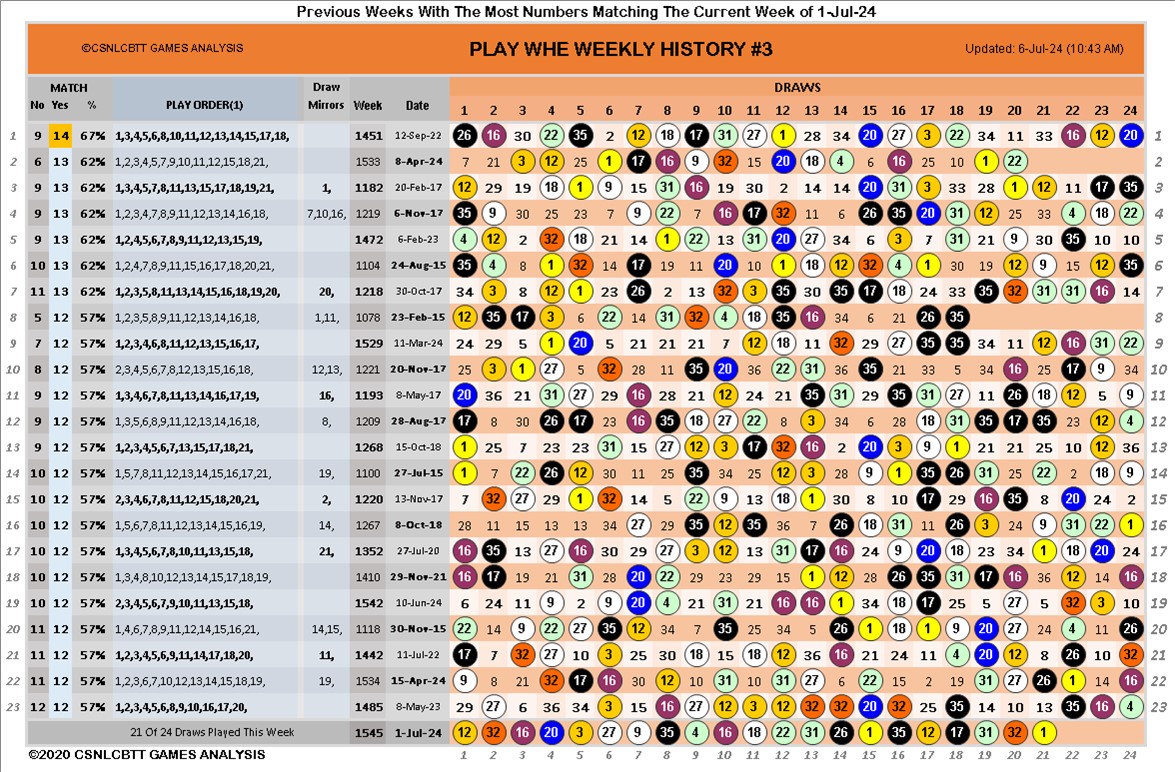 Previous Weeks With The Most Numbers Matching The Current Week of 1-Jul-24
©CSNLCBTT GAMES ANALYSIS PLAY WHE WEEKLY HISTORY #3 Updated: 6-Jul-24 (10:43 AM)
MATCH Draw DRAWS
No Yes % PLAY ORDER(1) Mirrors Week Date 1 2 3 4 5 6 7 8 9 10 11 12 13 14 15 16 17 18 19 20 21 22 23 24
1 9 14 67% 1,3,4,5,6,8,10,11,12,13,14,15,17,18, 1451 12-Sep-22 26 16 30 22 35 2 12 18 17 31 27 1 28 34 20 27 3 22 34 11 33 16 12 20 1
2 6 13 62% 1,2,3,4,5,7,9,10,11,12,15,18,21, 1533 8-Apr-24 7 21 3 12 25 6 1 17 16 9 32 15 20 18 4 6 16 25 10 1 22 2
3 9 13 62% 1,2,3,4,5,7,8,11,13,15,17,18,19,21, 1, 1182 20-Feb-17 12 29 19 18 1 9 15 31 16 19 30 2 14 14 20 31 3 33 28 1 12 11 17 35 3
4 9 13 62% 1,2,3,4,7,8,9,11,12,13,14,16,18, 7,10,16, 1219 6-Nov-17 35 9 30 25 23 7 9 22 7 16 17 32 11 6 26 35 20 31 12 25 33 4 18 22 4
5 9 13 62% 1,2,4,5,6,7,8,9,11,12,13,15,19, 1472 6-Feb-23 4 12 2 32 18 21 14 1 22 13 31 20 27 34 6 3 7 31 21 9 30 35 10 10 5
6 10 13 62% 1,2,4,7,8,9,11,15,16,17,18,20,21, 1104 24-Aug-15 35 4 8 1 32 14 17 19 11 20 10 1 18 12 32 4 1 30 19 12 9 15 12 35 6
7 11 13 62% 1,2,3,5,8,11,13,14,15,16,18,19,20, 20, 1218 30-Oct-17 34 3 8 12 1 23 26 2 13 32 3 35 30 35 17 18 24 33 35 32 31 31 16 14 7
8 5 12 57% 1,2,3,5,8,9,11,12,13,14,16,18, 1,11, 1078 23-Feb-15 12 35 17 3 6 22 14 31 32 4 18 35 16 34 6 21 26 35 8
9 7 12 57% 1,2,3,4,6,8,11,12,13,15,16,17, 1529 11-Mar-24 24 29 5 1 20 5 21 21 21 7 12 18 11 32 29 27 35 35 34 11 12 16 31 22 9
10 8 12 57% 2,3,4,5,6,7,8,12,13,15,16,18, 12,13, 1221 20-Nov-17 25 3 1 27 5 32 28 11 35 20 36 22 31 36 35 21 33 5 34 16 25 17 9 34 10
11 9 12 57% 1,3,4,6,7,8,11,13,14,16,17,19, 16, 1193 8-May-17 20 36 21 31 27 29 16 28 21 12 24 21 35 31 29 35 31 27 11 26 18 12 5 9 11
12 9 12 57% 1,3,5,6,8,9,11,12,13,14,16,18, 8, 1209 28-Aug-17 17 8 30 26 17 23 16 35 18 27 22 8 3 34 6 29 18 31 35 17 35 23 12 4 12
13 9 12 57% 1,2,3,4,5,6,7,13,15,17,18,21, 1268 15-Oct-18 1 25 7 23 23 31 15 27 12 3 17 32 16 2 20 3 9 1 21 21 25 10 12 36 13
14 10 12 57% 1,5,7,8,11,12,13,14,15,16,17,21, 19, 1100 27-Jul-15 1 7 22 26 12 30 11 29 35 34 25 12 3 28 9 1 35 26 31 25 22 2 18 9 14
15 10 12 57% 2,3,4,6,7,8,11,12,15,18,20,21, 2, 1220 13-Nov-17 7 32 27 29 1 32 14 5 22 9 13 18 1 30 8 10 17 29 16 35 8 20 24 2 15
16 10 12 57% 1,5,6,7,8,11,12,13,14,15,16,19, 14, 1267 8-Oct-18 28 11 15 13 13 34 27 29 35 12 35 36 7 26 18 31 11 26 3 24 9 31 22 1 16
17 10 12 57% 1,3,4,5,6,7,8,10,11,13,15,18, 21, 1352 27-Jul-20 16 35 13 27 16 30 29 27 3 12 13 31 17 16 24 9 20 18 23 34 1 18 20 24 17
18 10 12 57% 1,3,4,8,10,12,13,14,15,17,18,19, 1410 29-Nov-21 16 17 19 21 31 28 20 22 29 23 29 15 1 12 28 26 35 31 17 16 36 12 14 16 18
19 10 12 57% 2,3,4,5,6,7,9,10,11,13,15,18, 1542 10-Jun-24 6 24 11 9 2 9 20 4 21 31 21 16 16 1 34 18 17 25 5 27 5 32 3 10 19
20 11 12 57% 1,4,6,7,8,9,11,12,14,15,16,21, 14,15, 1118 30-Nov-15 22 14 9 22 27 35 12 34 7 35 25 34 5 26 1 18 1 9 20 27 24 4 11 26 20
21 11 12 57% 1,2,3,4,5,6,9,11,14,17,18,20, 11, 1442 11-Jul-22 17 7 32 27 10 3 25 30 18 15 18 12 36 16 21 24 11 4 20 12 8 26 10 32 21
22 11 12 57% 1,2,3,6,7,10,12,13,14,15,18,19, 19, 1534 15-Apr-24 9 8 21 32 17 16 30 12 10 31 6 31 27 6 22 15 2 19 31 27 26 1 14 16 22
23 12 12 57% 1,2,3,4,5,6,8,9,10,16,17,20, 1485 8-May-23 29 27 6 36 34 3 15 16 27 12 3 12 32 32 20 32 25 35 14 10 13 35 16 4 23
21 Of 24 Draws Played This Week 1545 1-Jul-24 12 32 16 20 3 27 9 35 4 16 18 22 31 26 1 35 12 17 31 32 1
©2020 CSNLCBTT GAMES ANALYSIS 1 2 3 4 5 6 7 8 9 10 11 12 13 14 15 16 17 18 19 20 21 22 23 24